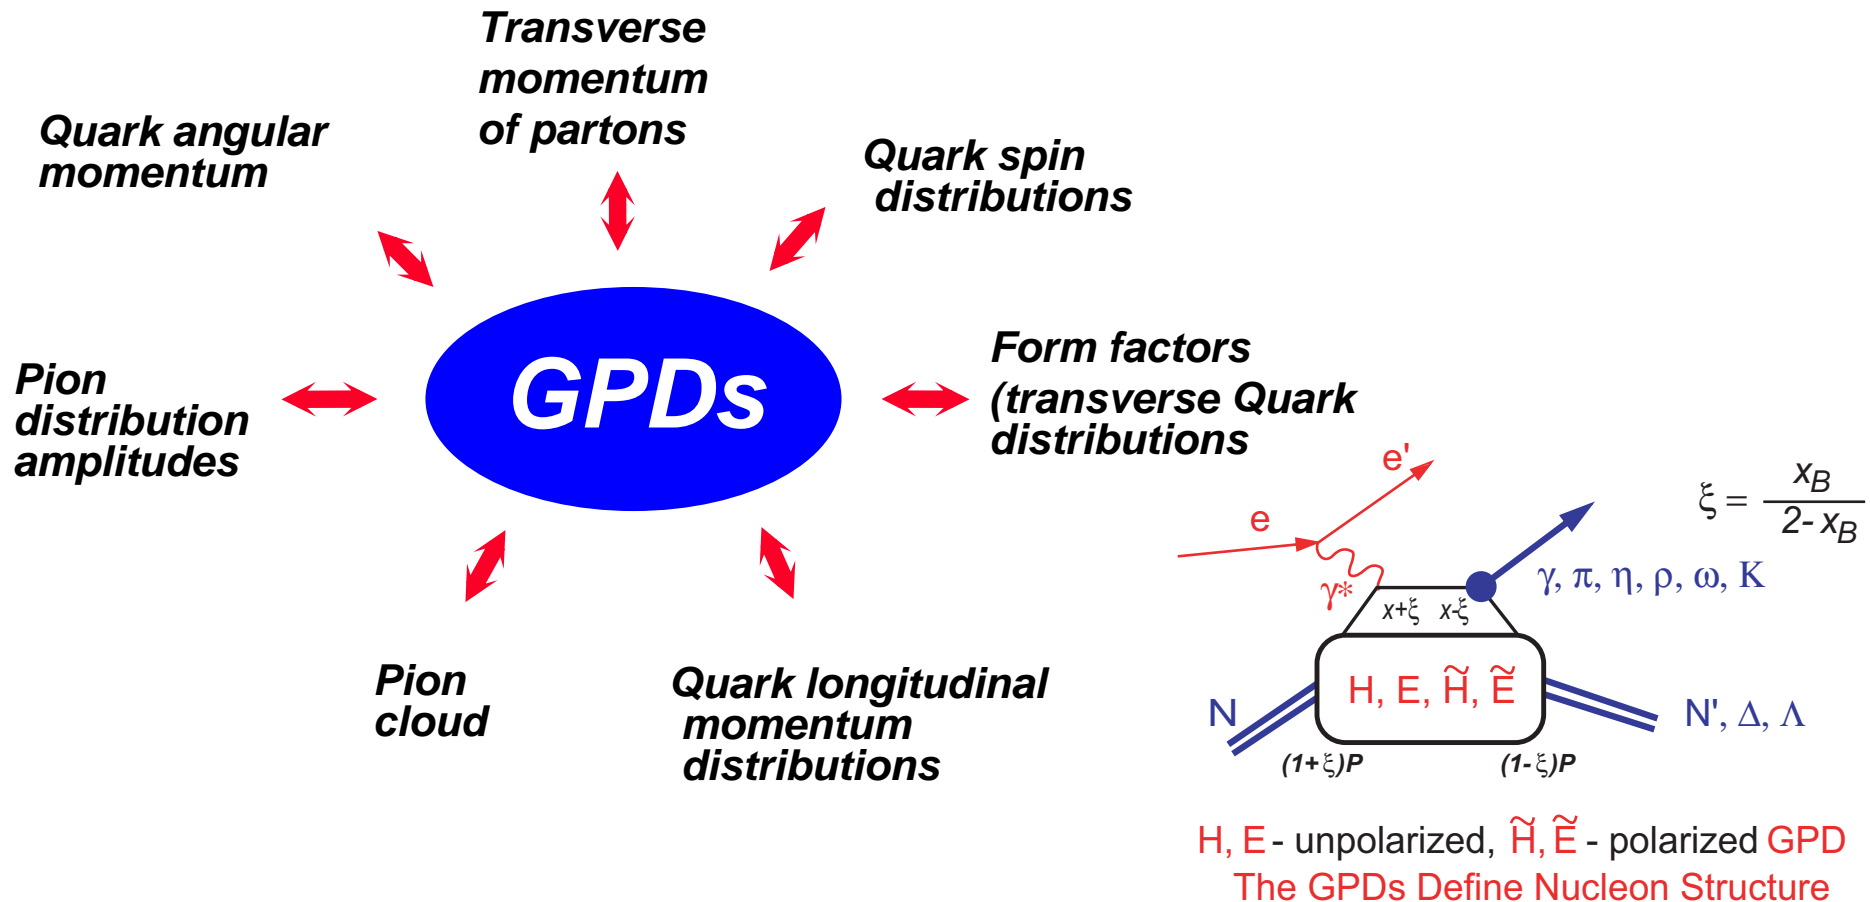 Transverse
momentum
of partons
Quark angular
momentum
Quark spin
distributions
GPDs
Pion
distribution
amplitudes
Form factors
(transverse Quark
distributions
Pion
cloud
Quark longitudinal
momentum
distributions
e'
e
γ*
ξ = x_B / 2- x_B
γ, π, η, ρ, ω, K
x+ξ x-ξ
H, E, H̃, Ẽ
N
N', Δ, Λ
(1+ξ)P
(1-ξ)P
H, E - unpolarized, H̃, Ẽ - polarized GPD
The GPDs Define Nucleon Structure